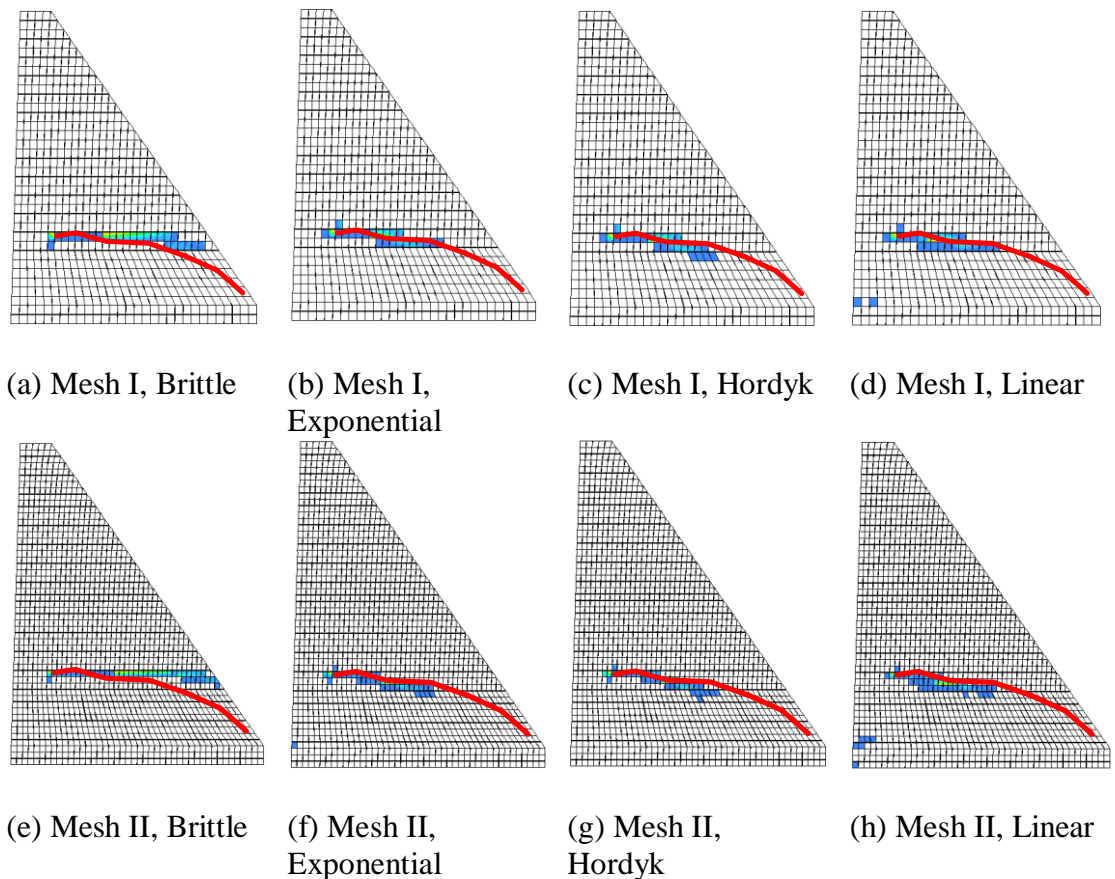 (a) Mesh I, Brittle
(b) Mesh I,
Exponential
(c) Mesh I, Hordyk
(d) Mesh I, Linear
(e) Mesh II, Brittle
(f) Mesh II,
Exponential
(g) Mesh II,
Hordyk
(h) Mesh II, Linear